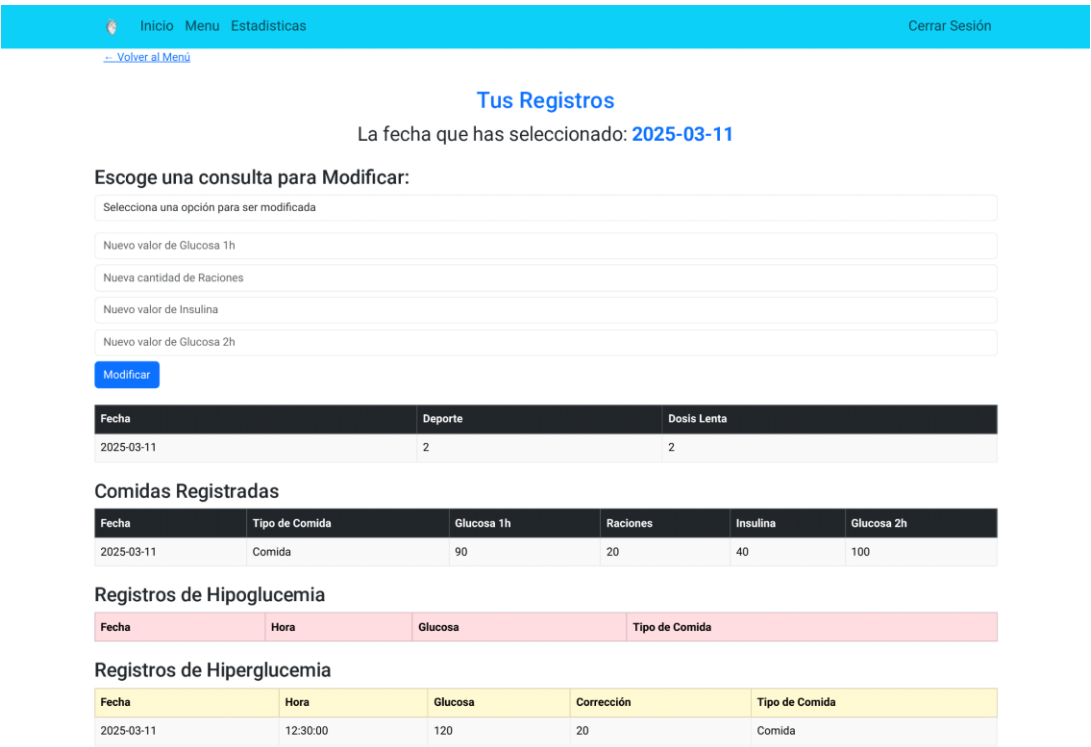 Inicio Menu Estadisticas Cerrar Sesión
← Volver al Menú
Tus Registros
La fecha que has seleccionado: 2025-03-11
Escoge una consulta para Modificar:
Selecciona una opción para ser modificada
Nuevo valor de Glucosa 1h
Nueva cantidad de Raciones
Nuevo valor de Insulina
Nuevo valor de Glucosa 2h
Modificar
Fecha Deporte Dosis Lenta
2025-03-11 2 2
Comidas Registradas
Fecha Tipo de Comida Glucosa 1h Raciones Insulina Glucosa 2h
2025-03-11 Comida 90 20 40 100
Registros de Hipoglucemia
Fecha Hora Glucosa Tipo de Comida
Registros de Hiperglucemia
Fecha Hora Glucosa Corrección Tipo de Comida
2025-03-11 12:30:00 120 20 Comida